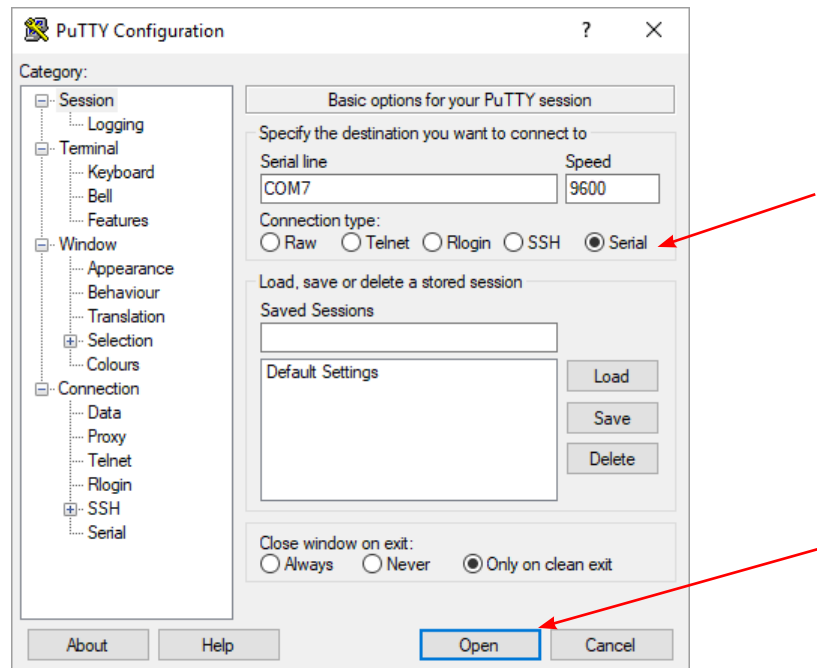 PuTTY Configuration ? X
Category:
Session
Logging
Terminal
Keyboard
Bell
Features
Window
Appearance
Behaviour
Translation
Selection
Colours
Connection
Data
Proxy
Telnet
Rlogin
SSH
Serial
Basic options for your PuTTY session
Specify the destination you want to connect to
Serial line Speed
COM7 9600
Connection type:
Raw Telnet Rlogin SSH Serial
Load, save or delete a stored session
Saved Sessions
Default Settings
Load
Save
Delete
Close window on exit:
Always Never Only on clean exit
About Help Open Cancel